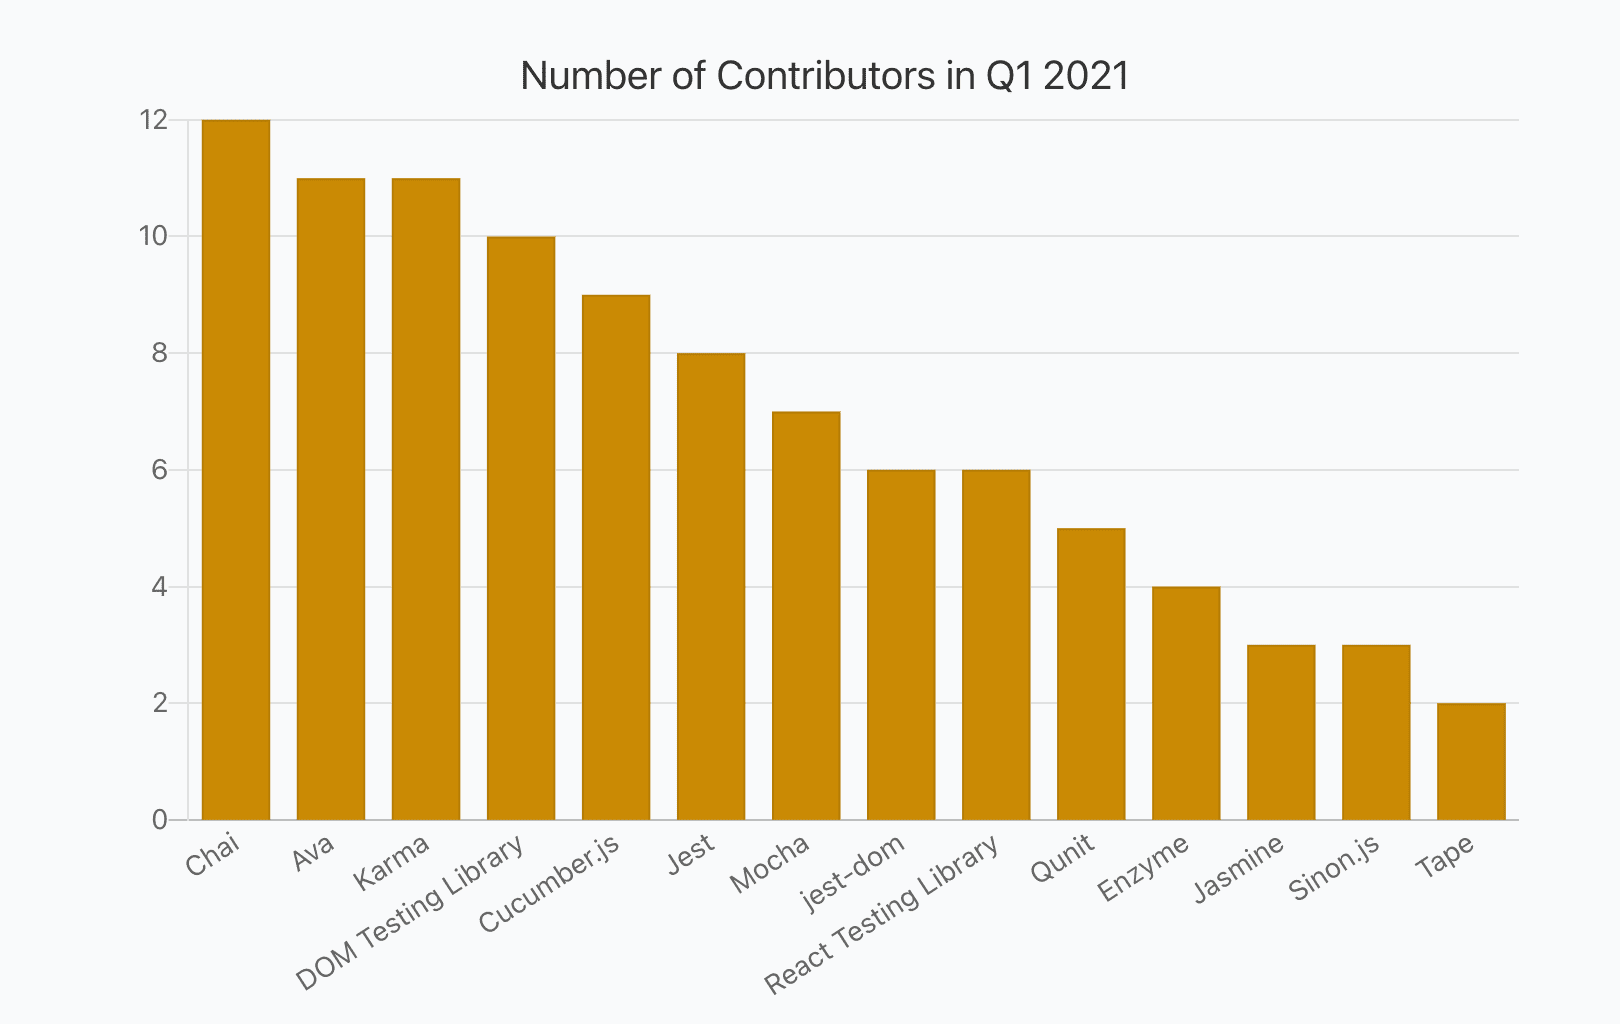 Number of Contributors in Q1 2021
12
10
8
6
4
2
0
Chai
Ava
Karma
DOM Testing Library
Cucumber.js
Jest
Mocha
jest-dom
React Testing Library
Qunit
Enzyme
Jasmine
Sinon.js
Tape